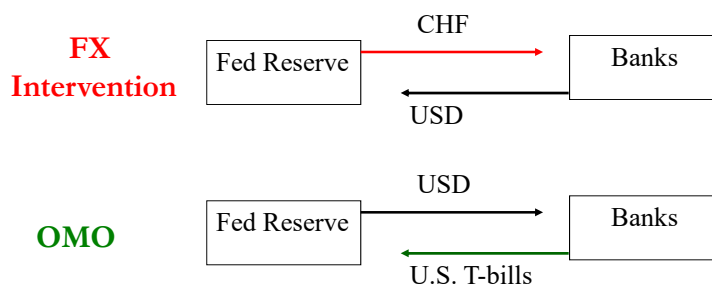 FX
Intervention
Fed Reserve
CHF
Banks
USD
OMO
Fed Reserve
USD
Banks
U.S. T-bills